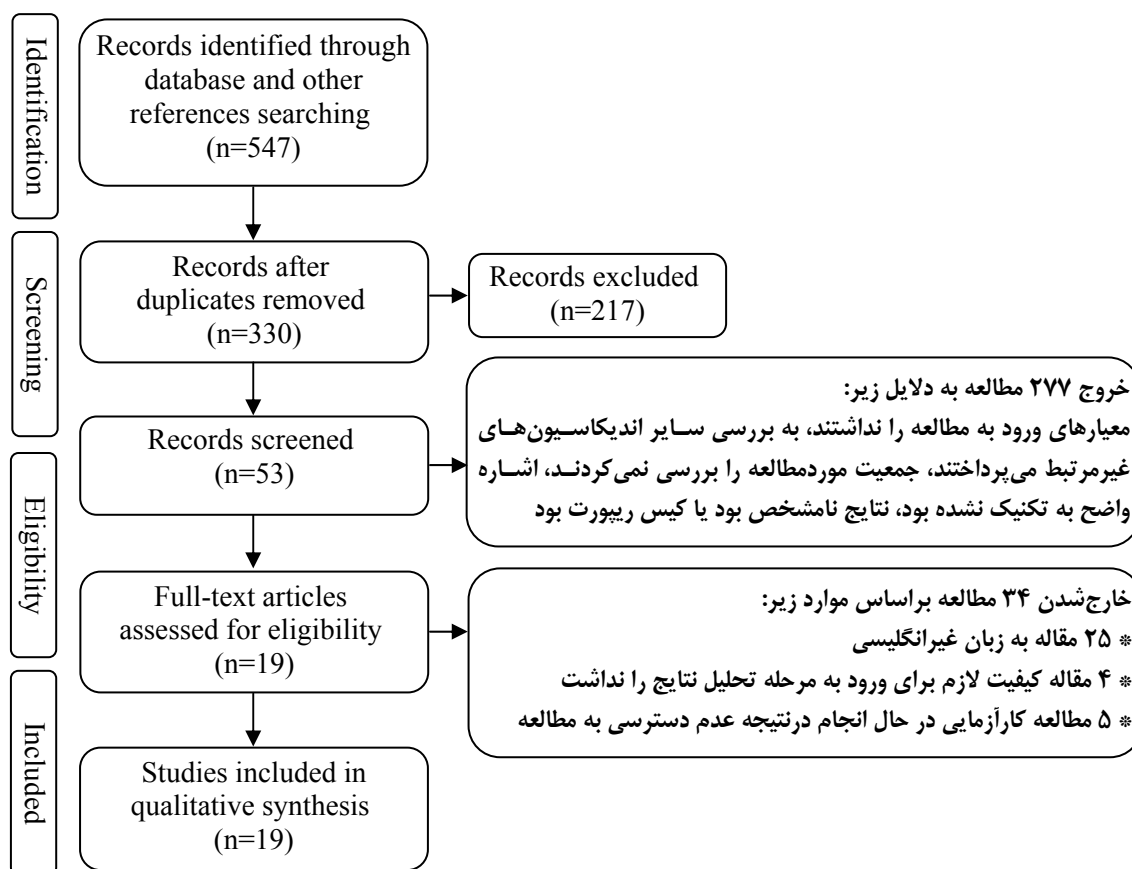 Identification
Records identified through
database and other
references searching
(n=547)
Screening
Records after
duplicates removed
(n=330)
Records excluded
(n=217)
Records screened
(n=53)
خروج ۲۷۷ مطالعه به دلایل زیر:
معیارهای ورود به مطالعه را نداشتند، به بررسی سـایر اندیکاسـیون‌هـای
غیرمرتبط می‌پرداختند، جمعیت موردمطالعه را بررسی نمی‌کردنـد، اشـاره
واضح به تکنیک نشده بود، نتایج نامشخص بود یا کیس ریپورت بود
Eligibility
Full-text articles
assessed for eligibility
(n=19)
خارج‌شدن ۳۴ مطالعه براساس موارد زیر:
* ۲۵ مقاله به زبان غیرانگلیسی
* ۴ مقاله کیفیت لازم برای ورود به مرحله تحلیل نتایج را نداشت
* ۵ مطالعه کارآزمایی در حال انجام درنتیجه عدم دسترسی به مطالعه
Included
Studies included in
qualitative synthesis
(n=19)